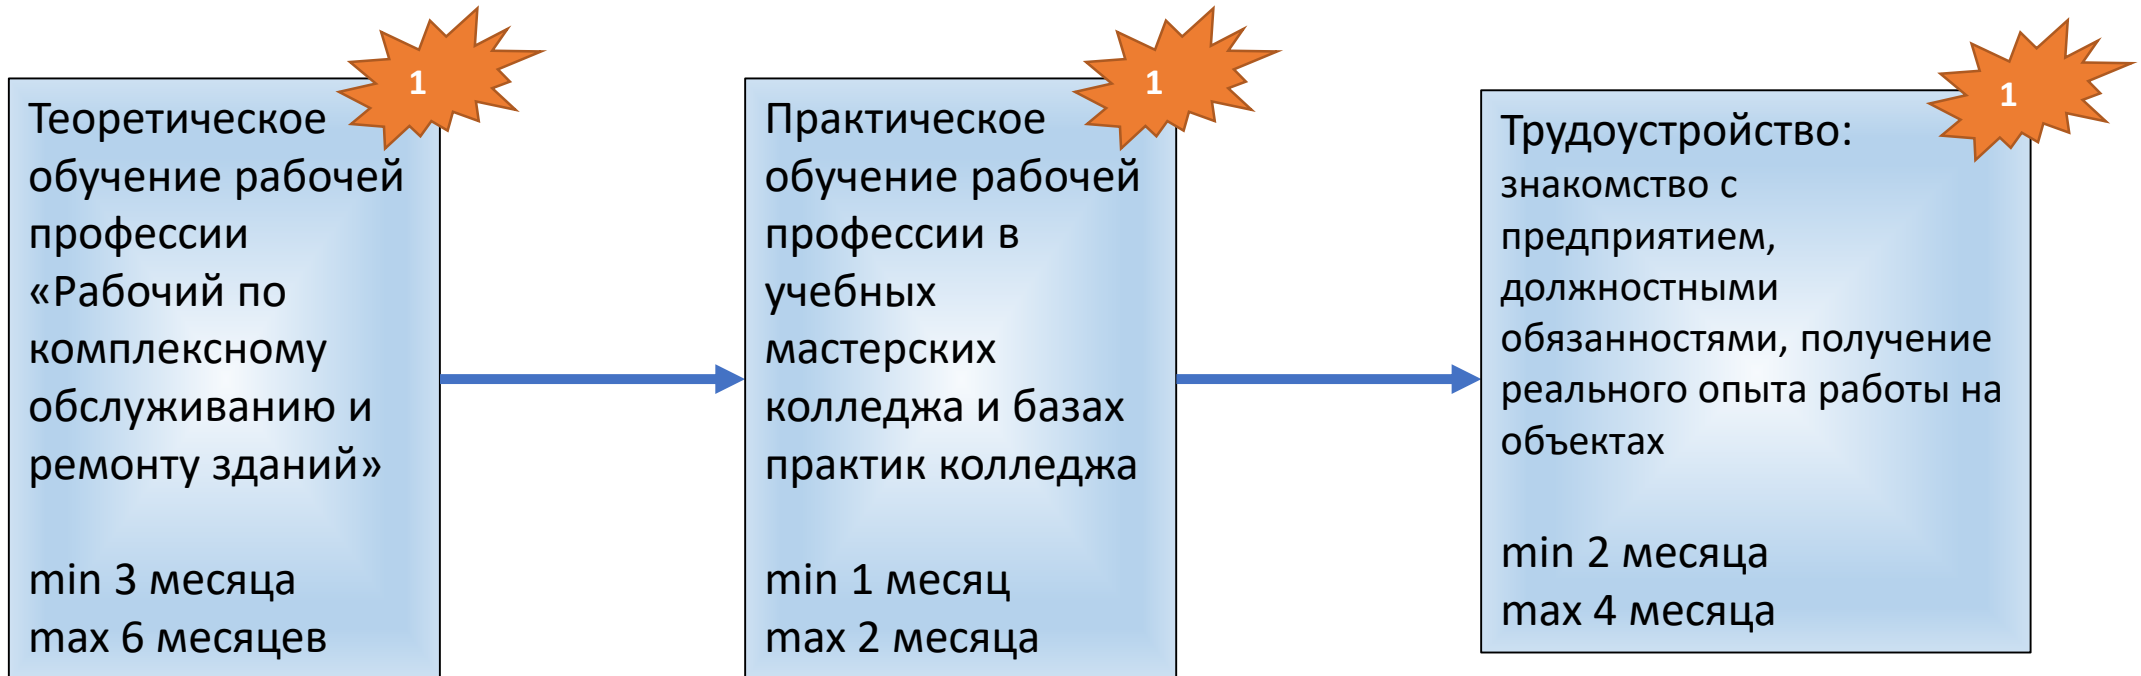 1
Теоретическое
обучение рабочей
профессии
«Рабочий по
комплексному
обслуживанию и
ремонту зданий»
min 3 месяца
max 6 месяцев
1
Практическое
обучение рабочей
профессии в
учебных
мастерских
колледжа и базах
практик колледжа
min 1 месяц
max 2 месяца
1
Трудоустройство:
знакомство с
предприятием,
должностными
обязанностями, получение
реального опыта работы на
объектах
min 2 месяца
max 4 месяца